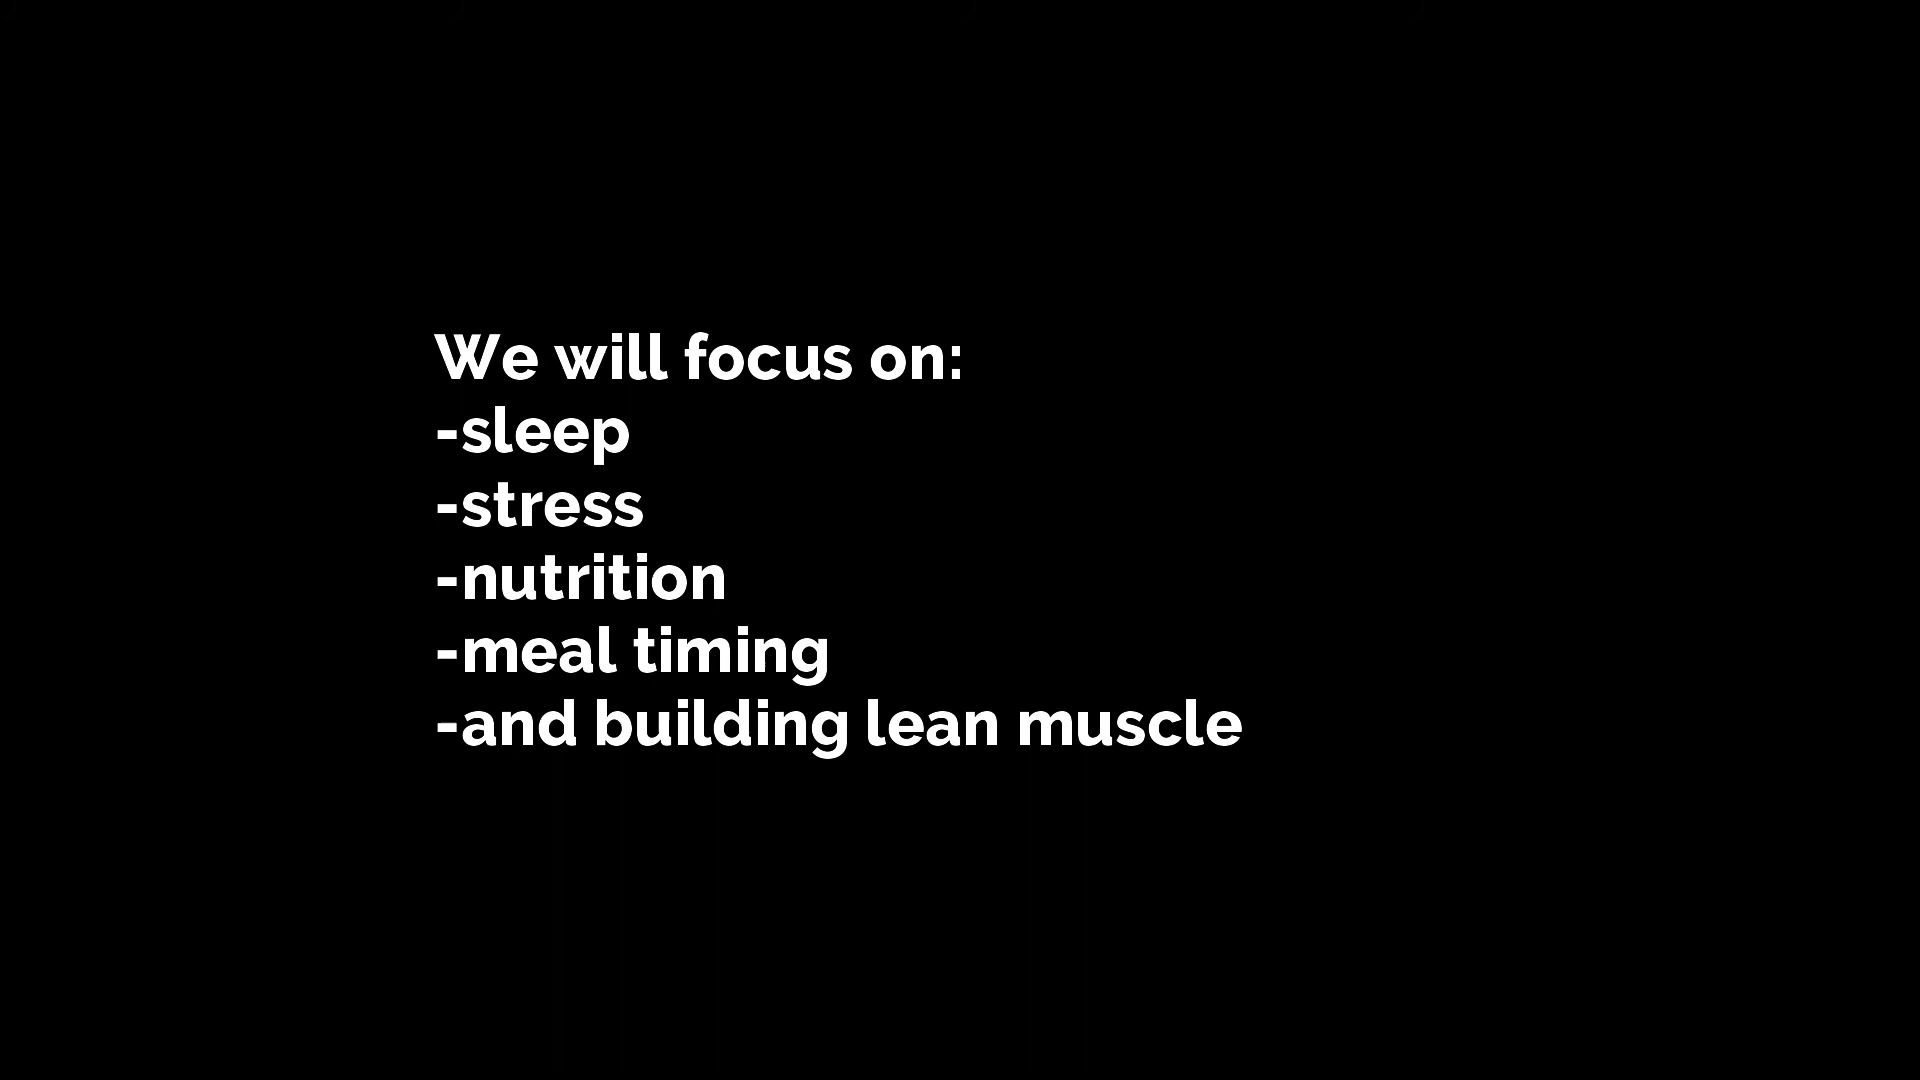 We will focus on:
-sleep
-stress
-nutrition
-meal timing
-and building lean muscle